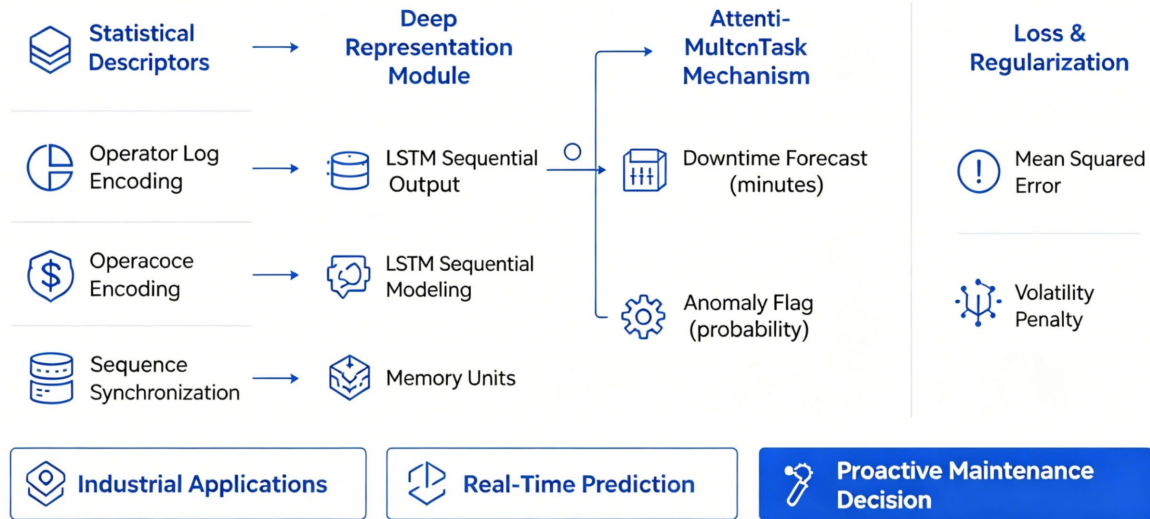 Statistical
Descriptors
Deep
Representation
Module
Attenti-
MultcnTask
Mechanism
Loss &
Regularization
Operator Log
Encoding
LSTM Sequential
Output
Downtime Forecast
(minutes)
Mean Squared
Error
Operacoce
Encoding
LSTM Sequential
Modeling
Anomaly Flag
(probability)
Volatility
Penalty
Sequence
Synchronization
Memory Units
Industrial Applications
Real-Time Prediction
Proactive Maintenance
Decision